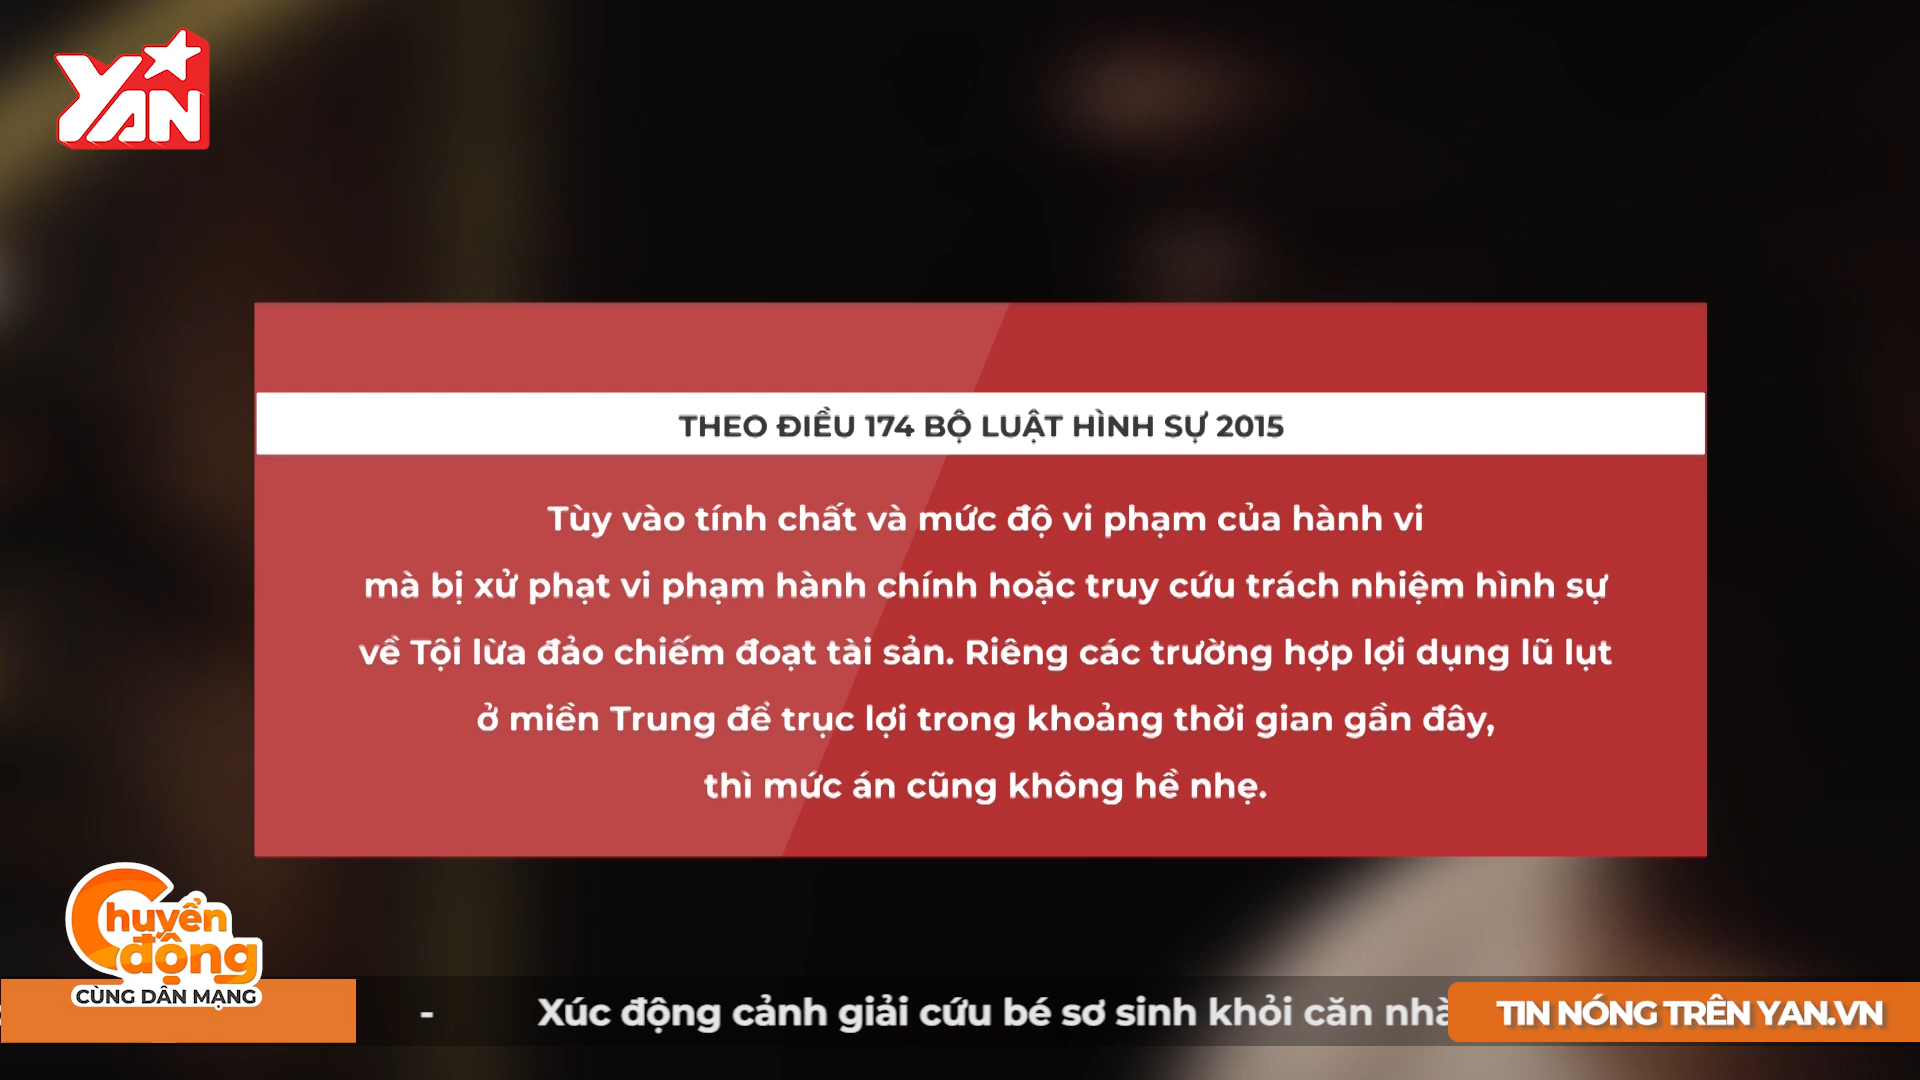 YAN
THEO ĐIỀU 174 BỘ LUẬT HÌNH SỰ 2015
Tùy vào tính chất và mức độ vi phạm của hành vi
mà bị xử phạt vi phạm hành chính hoặc truy cứu trách nhiệm hình sự
về Tội lừa đảo chiếm đoạt tài sản. Riêng các trường hợp lợi dụng lũ lụt
ở miền Trung để trục lợi trong khoảng thời gian gần đây,
thì mức án cũng không hề nhẹ.
Chuyển
động
CÙNG DÂN MẠNG
- Xúc động cảnh giải cứu bé sơ sinh khỏi căn nhà
TIN NÓNG TRÊN YAN.VN